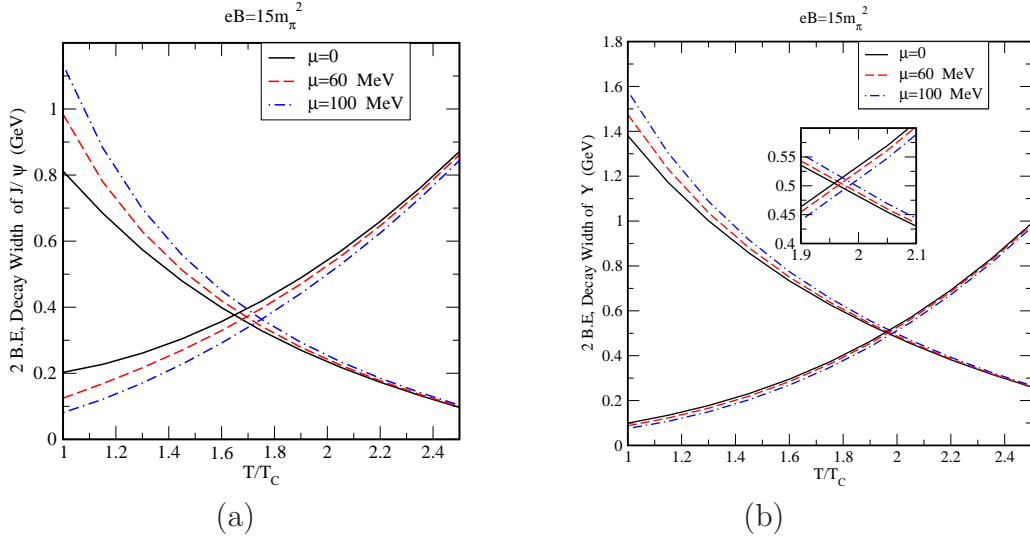 eB=15mπ²
μ=0
μ=60 MeV
μ=100 MeV
2 B.E, Decay Width of J/ψ (GeV)
1
0.8
0.6
0.4
0.2
0
1 1.2 1.4 1.6 1.8 2 2.2 2.4
T/TC
(a)
eB=15mπ²
μ=0
μ=60 MeV
μ=100 MeV
2 B.E, Decay Width of Υ (GeV)
1.8
1.6
1.4
1.2
1
0.8
0.6
0.4
0.2
0
0.55
0.5
0.45
0.4
1.9 2 2.1
1 1.2 1.4 1.6 1.8 2 2.2 2.4
T/TC
(b)